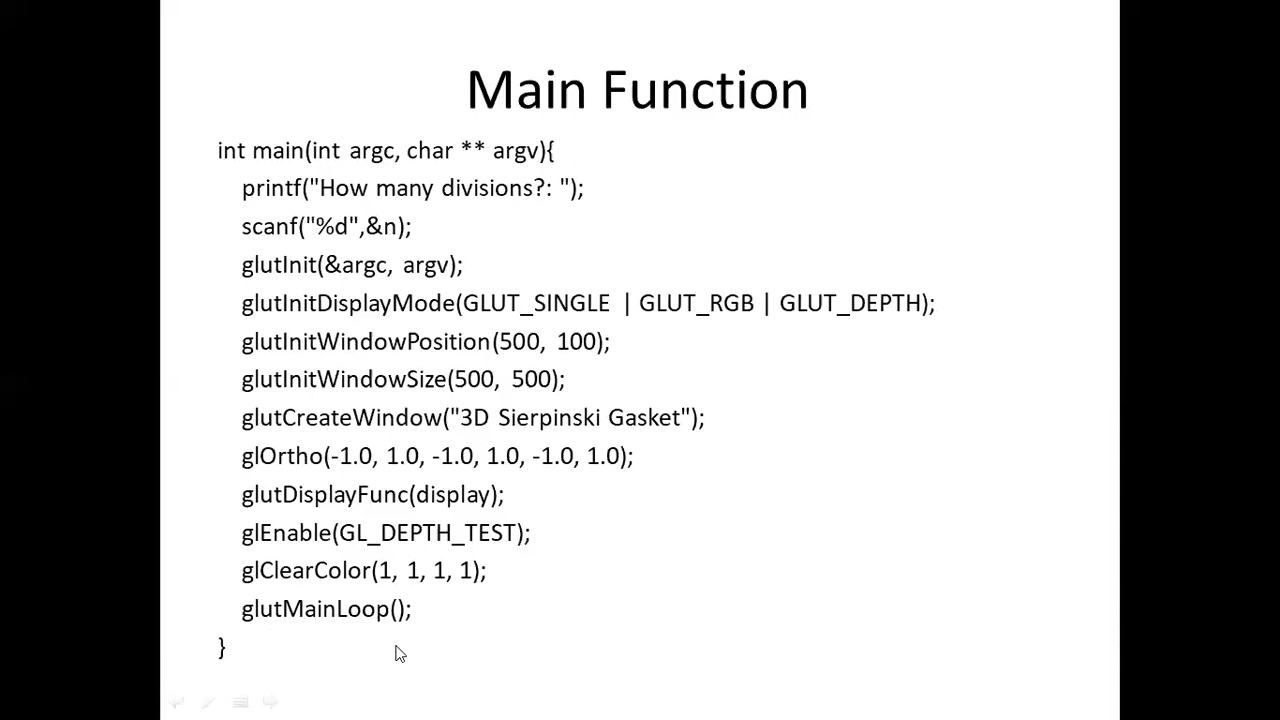 Main Function
int main(int argc, char ** argv){
printf("How many divisions?: ");
scanf("%d",&n);
glutInit(&argc, argv);
glutInitDisplayMode(GLUT_SINGLE | GLUT_RGB | GLUT_DEPTH);
glutInitWindowPosition(500, 100);
glutInitWindowSize(500, 500);
glutCreateWindow("3D Sierpinski Gasket");
glOrtho(-1.0, 1.0, -1.0, 1.0, -1.0, 1.0);
glutDisplayFunc(display);
glEnable(GL_DEPTH_TEST);
glClearColor(1, 1, 1, 1);
glutMainLoop();
}